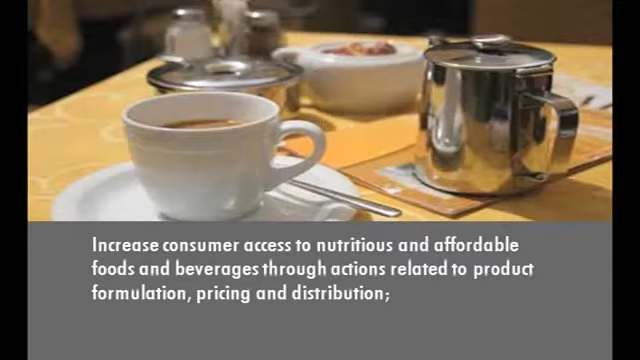 Increase consumer access to nutritious and affordable
foods and beverages through actions related to product
formulation, pricing and distribution;